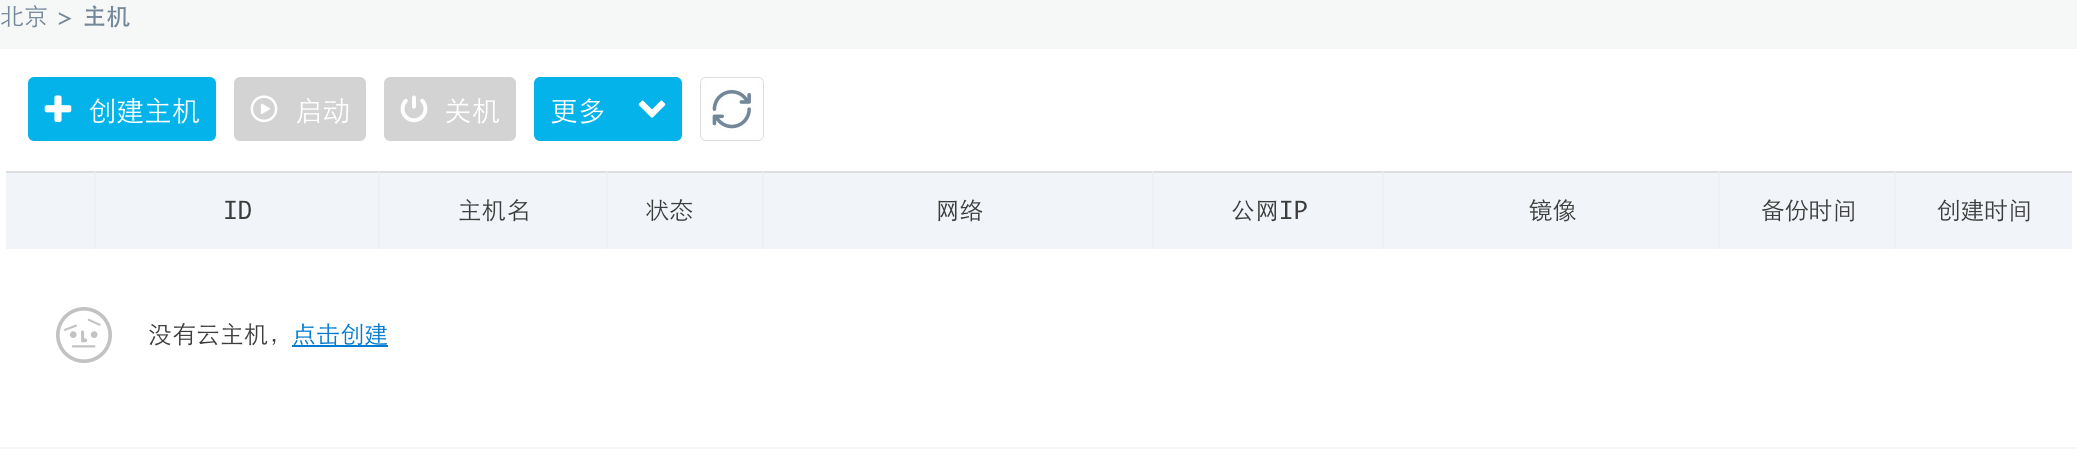 北京 > 主机
创建主机 启动 关机 更多
ID 主机名 状态 网络 公网IP 镜像 备份时间 创建时间
没有云主机，点击创建